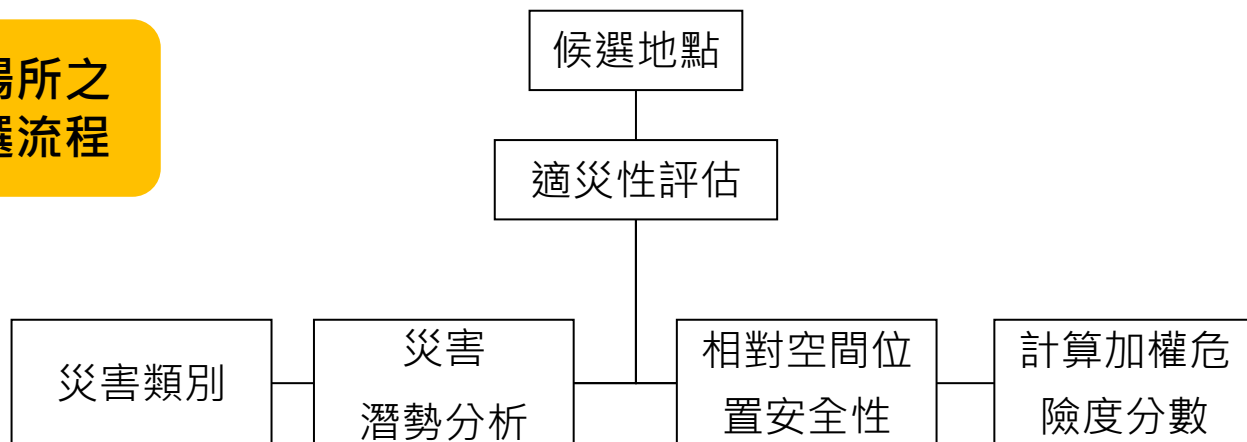 場所之
選流程
候選地點
適災性評估
災害類別
災害
潛勢分析
相對空間位
置安全性
計算加權危
險度分數